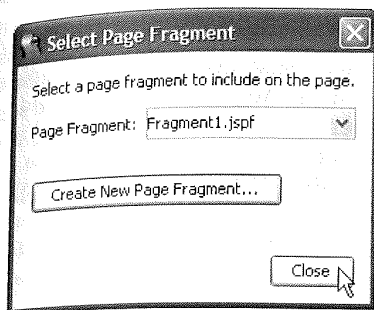 Select Page Fragment
Select a page fragment to include on the page.
Page Fragment: Fragment1.jspf
Create New Page Fragment...
Close